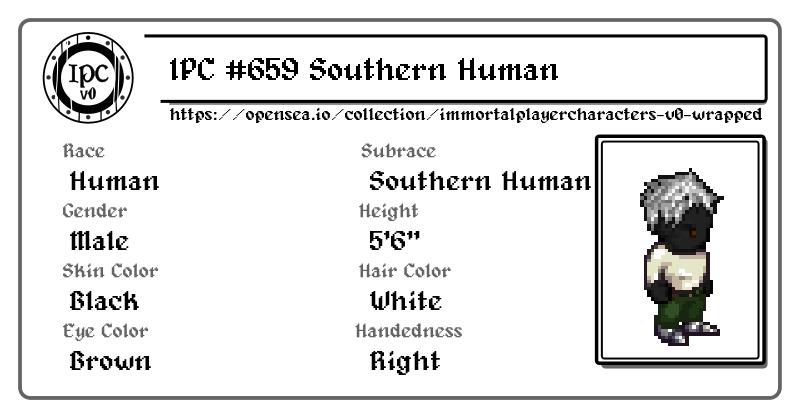 IPC v0
IPC #659 Southern Human
https://opensea.io/collection/immortalplayercharacters-v0-wrapped
Race
Subrace
Human
Southern Human
Gender
Height
Male
5'6"
Skin Color
Hair Color
Black
White
Eye Color
Handedness
Brown
Right